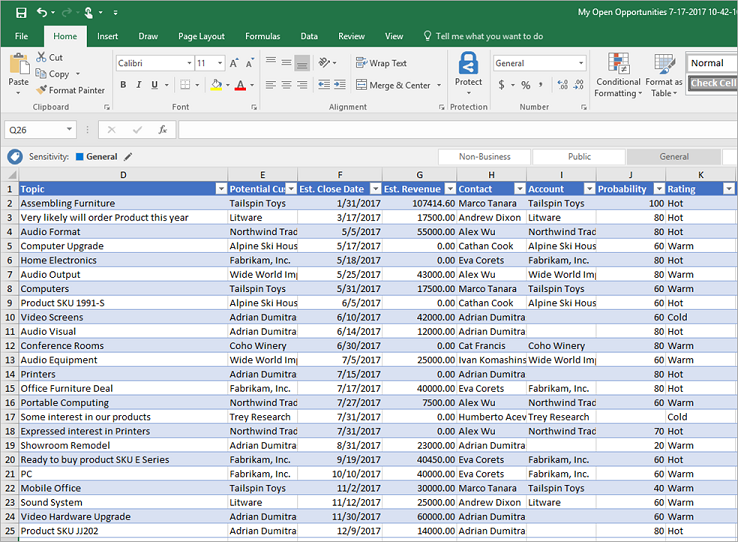 My Open Opportunities 7-17-2017 10-42-1
File Home Insert Page Layout Formulas Data Review View Tell me what you want to do
Cut
Copy
Format Painter
Paste
Clipboard
Calibri 11
B I U
Font
Wrap Text
Merge & Center
Alignment
Protect
Protection
General
$ % ,
Number
Conditional Formatting
Format as Table
Normal
Check Cell
Q26 fx
Sensitivity: General Non-Business Public General
D E F G H I J K
1 Topic Potential Cus Est. Close Date Est. Revenue Contact Account Probability Rating
2 Assembling Furniture Tailspin Toys 1/31/2017 107414.60 Marco Tanara Tailspin Toys 100 Hot
3 Very likely will order Product this year Litware 3/17/2017 17500.00 Andrew Dixon Litware 80 Hot
4 Audio Format Northwind Trad 5/5/2017 55000.00 Alex Wu Northwind Trad 80 Hot
5 Computer Upgrade Alpine Ski Hous 5/17/2017 0.00 Cathan Cook Alpine Ski Hous 60 Warm
6 Home Electronics Fabrikam, Inc. 5/18/2017 0.00 Eva Corets Fabrikam, Inc. 80 Hot
7 Audio Output Wide World Imp 5/25/2017 43000.00 Alex Wu Wide World Imp 80 Warm
8 Computers Tailspin Toys 5/31/2017 17500.00 Marco Tanara Tailspin Toys 60 Warm
9 Product SKU 1991-S Alpine Ski Hous 6/5/2017 0.00 Cathan Cook Alpine Ski Hous 60 Hot
10 Video Screens Adrian Dumitra 6/10/2017 42000.00 Adrian Dumitra 60 Cold
11 Audio Visual Adrian Dumitra 6/14/2017 12000.00 Adrian Dumitra 80 Hot
12 Conference Rooms Coho Winery 6/30/2017 0.00 Cat Francis Coho Winery 80 Warm
13 Audio Equipment Wide World Imp 7/5/2017 25000.00 Ivan Komashins Wide World Imp 60 Warm
14 Printers Adrian Dumitra 7/15/2017 0.00 Adrian Dumitra 80 Hot
15 Office Furniture Deal Fabrikam, Inc. 7/17/2017 40000.00 Eva Corets Fabrikam, Inc. 80 Hot
16 Portable Computing Northwind Trad 7/27/2017 7500.00 Alex Wu Northwind Trad 60 Warm
17 Some interest in our products Trey Research 7/31/2017 0.00 Humberto Acev Trey Research Cold
18 Expressed interest in Printers Northwind Trad 7/31/2017 0.00 Alex Wu Northwind Trad 70 Hot
19 Showroom Remodel Adrian Dumitra 8/31/2017 23000.00 Adrian Dumitra 20 Warm
20 Ready to buy product SKU E Series Fabrikam, Inc. 9/19/2017 40450.00 Eva Corets Fabrikam, Inc. 60 Hot
21 PC Fabrikam, Inc. 10/10/2017 40000.00 Eva Corets Fabrikam, Inc. 60 Warm
22 Mobile Office Tailspin Toys 11/2/2017 30000.00 Marco Tanara Tailspin Toys 40 Warm
23 Sound System Litware 11/12/2017 25000.00 Andrew Dixon Litware 60 Warm
24 Video Hardware Upgrade Adrian Dumitra 11/30/2017 60000.00 Adrian Dumitra 60 Warm
25 Product SKU JJ202 Adrian Dumitra 12/9/2017 14000.00 Adrian Dumitra 80 Hot